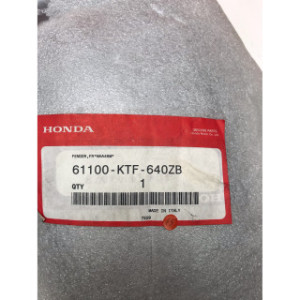 HONDA
61100-KTF-640ZB
QTY 1
MADE IN ITALY